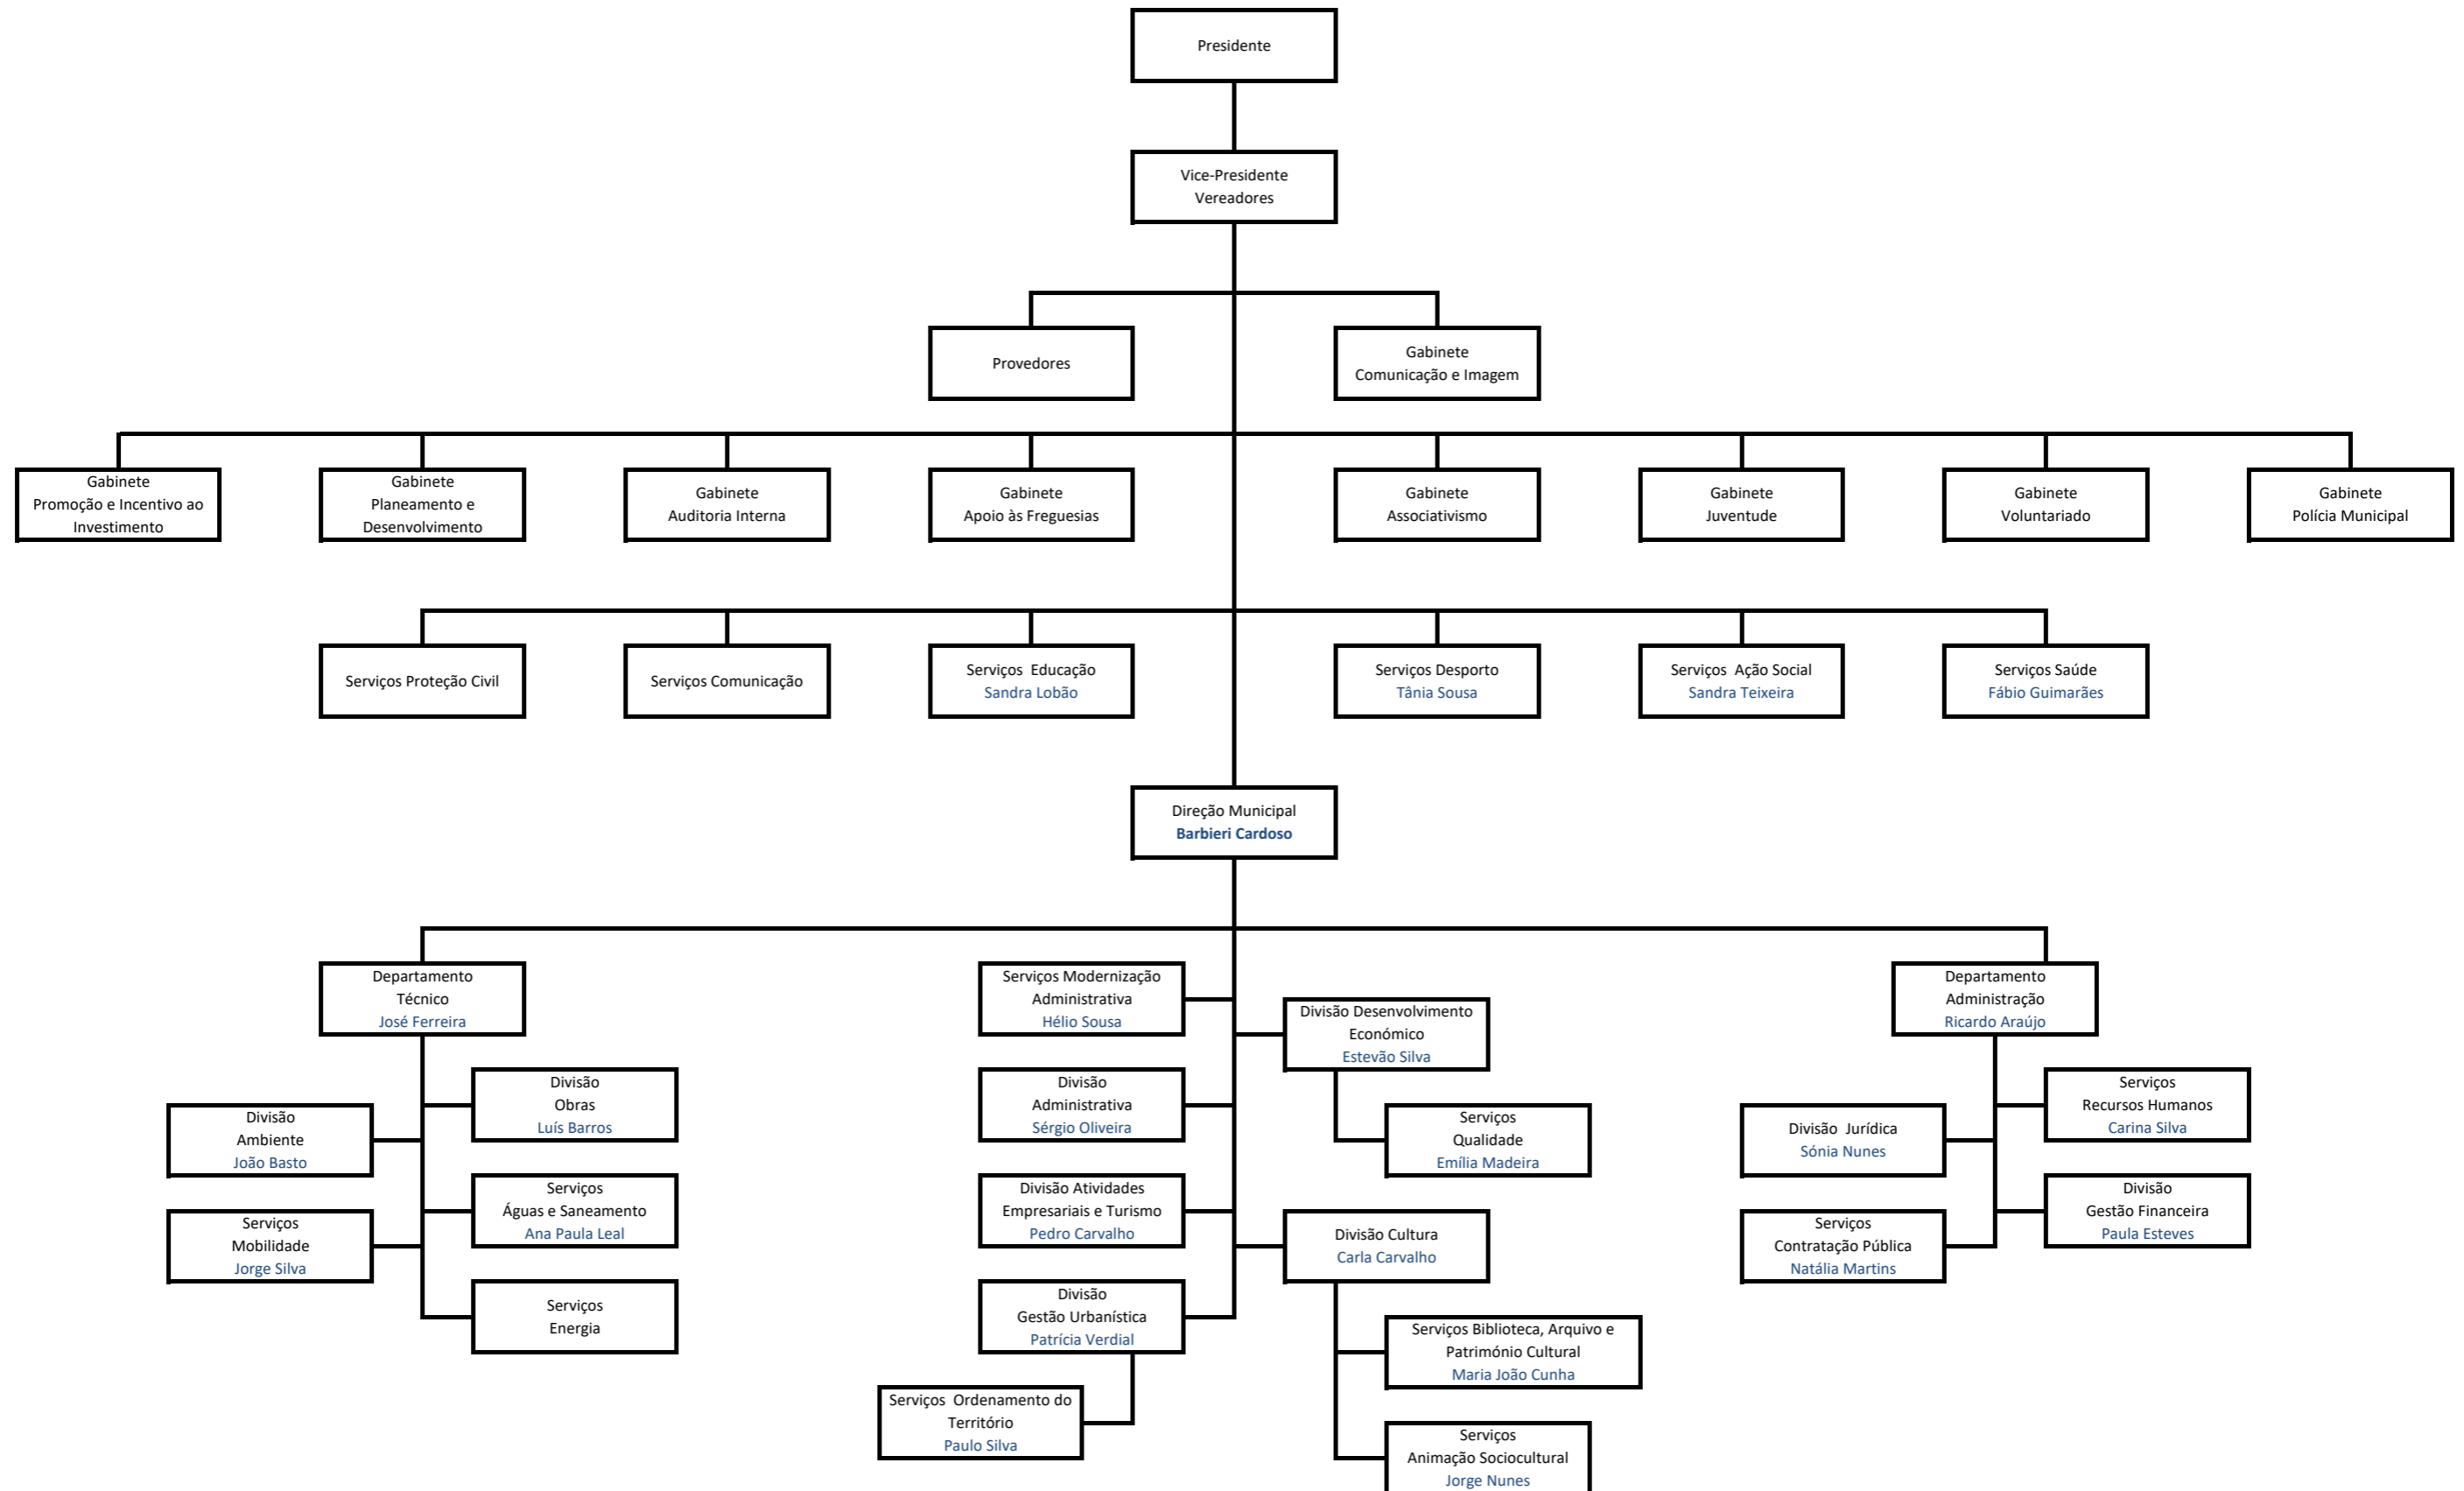 Presidente
Vice-Presidente
Vereadores
Provedores
Gabinete
Comunicação e Imagem
Gabinete
Promoção e Incentivo ao
Investimento
Gabinete
Planeamento e
Desenvolvimento
Gabinete
Auditoria Interna
Gabinete
Apoio às Freguesias
Gabinete
Associativismo
Gabinete
Juventude
Gabinete
Voluntariado
Gabinete
Polícia Municipal
Serviços Proteção Civil
Serviços Comunicação
Serviços  Educação
Sandra Lobão
Serviços Desporto
Tânia Sousa
Serviços  Ação Social
Sandra Teixeira
Serviços Saúde
Fábio Guimarães
Direção Municipal
Barbieri Cardoso
Departamento
Técnico
José Ferreira
Divisão
Obras
Luís Barros
Divisão
Ambiente
João Basto
Serviços
Águas e Saneamento
Ana Paula Leal
Serviços
Mobilidade
Jorge Silva
Serviços
Energia
Serviços Modernização
Administrativa
Hélio Sousa
Divisão Desenvolvimento
Económico
Estevão Silva
Divisão
Administrativa
Sérgio Oliveira
Serviços
Qualidade
Emília Madeira
Divisão Atividades
Empresariais e Turismo
Pedro Carvalho
Divisão Cultura
Carla Carvalho
Divisão
Gestão Urbanística
Patrícia Verdial
Serviços Biblioteca, Arquivo e
Património Cultural
Maria João Cunha
Serviços  Ordenamento do
Território
Paulo Silva
Serviços
Animação Sociocultural
Jorge Nunes
Departamento
Administração
Ricardo Araújo
Serviços
Recursos Humanos
Carina Silva
Divisão  Jurídica
Sónia Nunes
Divisão
Gestão Financeira
Paula Esteves
Serviços
Contratação Pública
Natália Martins